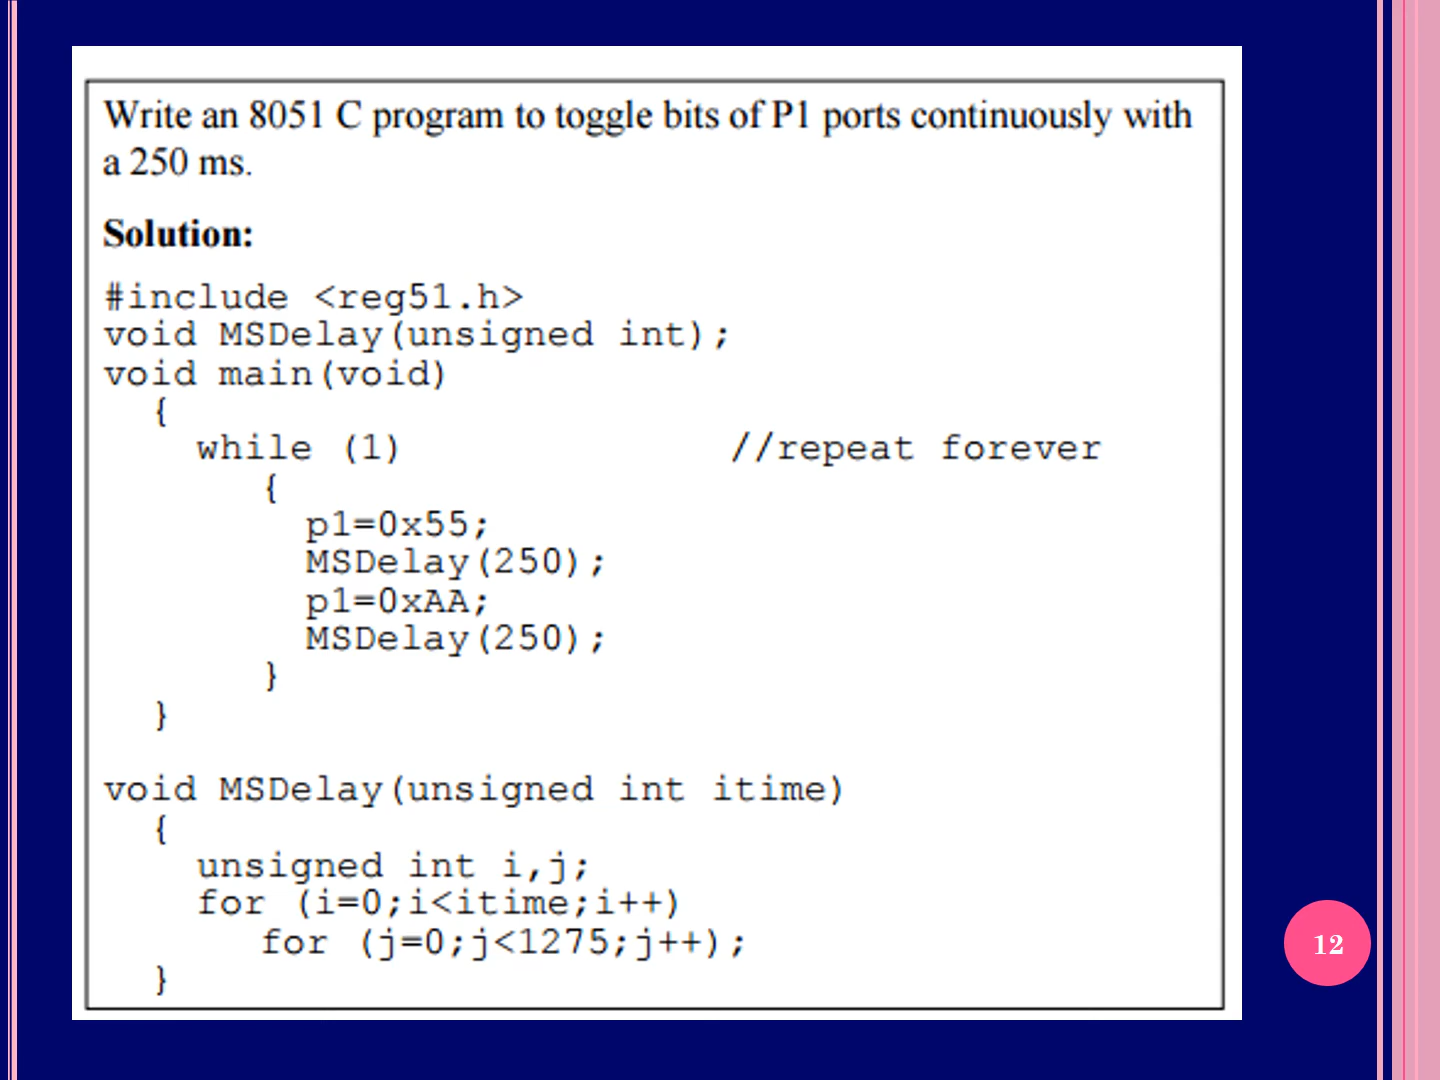 Write an 8051 C program to toggle bits of P1 ports continuously with
a 250 ms.
Solution:
#include <reg51.h>
void MSDelay(unsigned int);
void main(void)
{
while (1) //repeat forever
{
p1=0x55;
MSDelay(250);
p1=0xAA;
MSDelay(250);
}
}
void MSDelay(unsigned int itime)
{
unsigned int i,j;
for (i=0;i<itime;i++)
for (j=0;j<1275;j++);
}
12